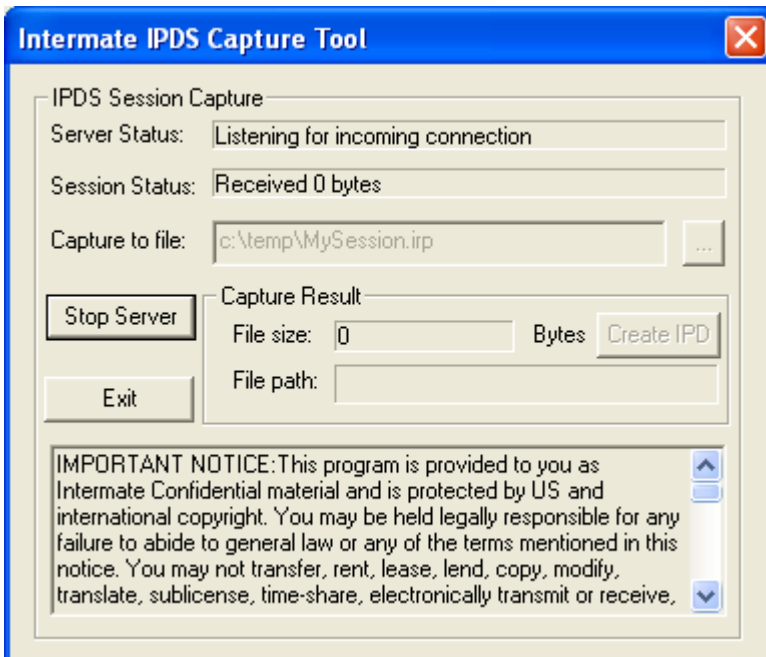 Intermate IPDS Capture Tool
IPDS Session Capture
Server Status: Listening for incoming connection
Session Status: Received 0 bytes
Capture to file: c:\temp\MySession.irp ...
Stop Server
Capture Result
File size: 0 Bytes Create IPD
File path:
Exit
IMPORTANT NOTICE:This program is provided to you as
Intermate Confidential material and is protected by US and
international copyright. You may be held legally responsible for any
failure to abide to general law or any of the terms mentioned in this
notice. You may not transfer, rent, lease, lend, copy, modify,
translate, sublicense, time-share, electronically transmit or receive,